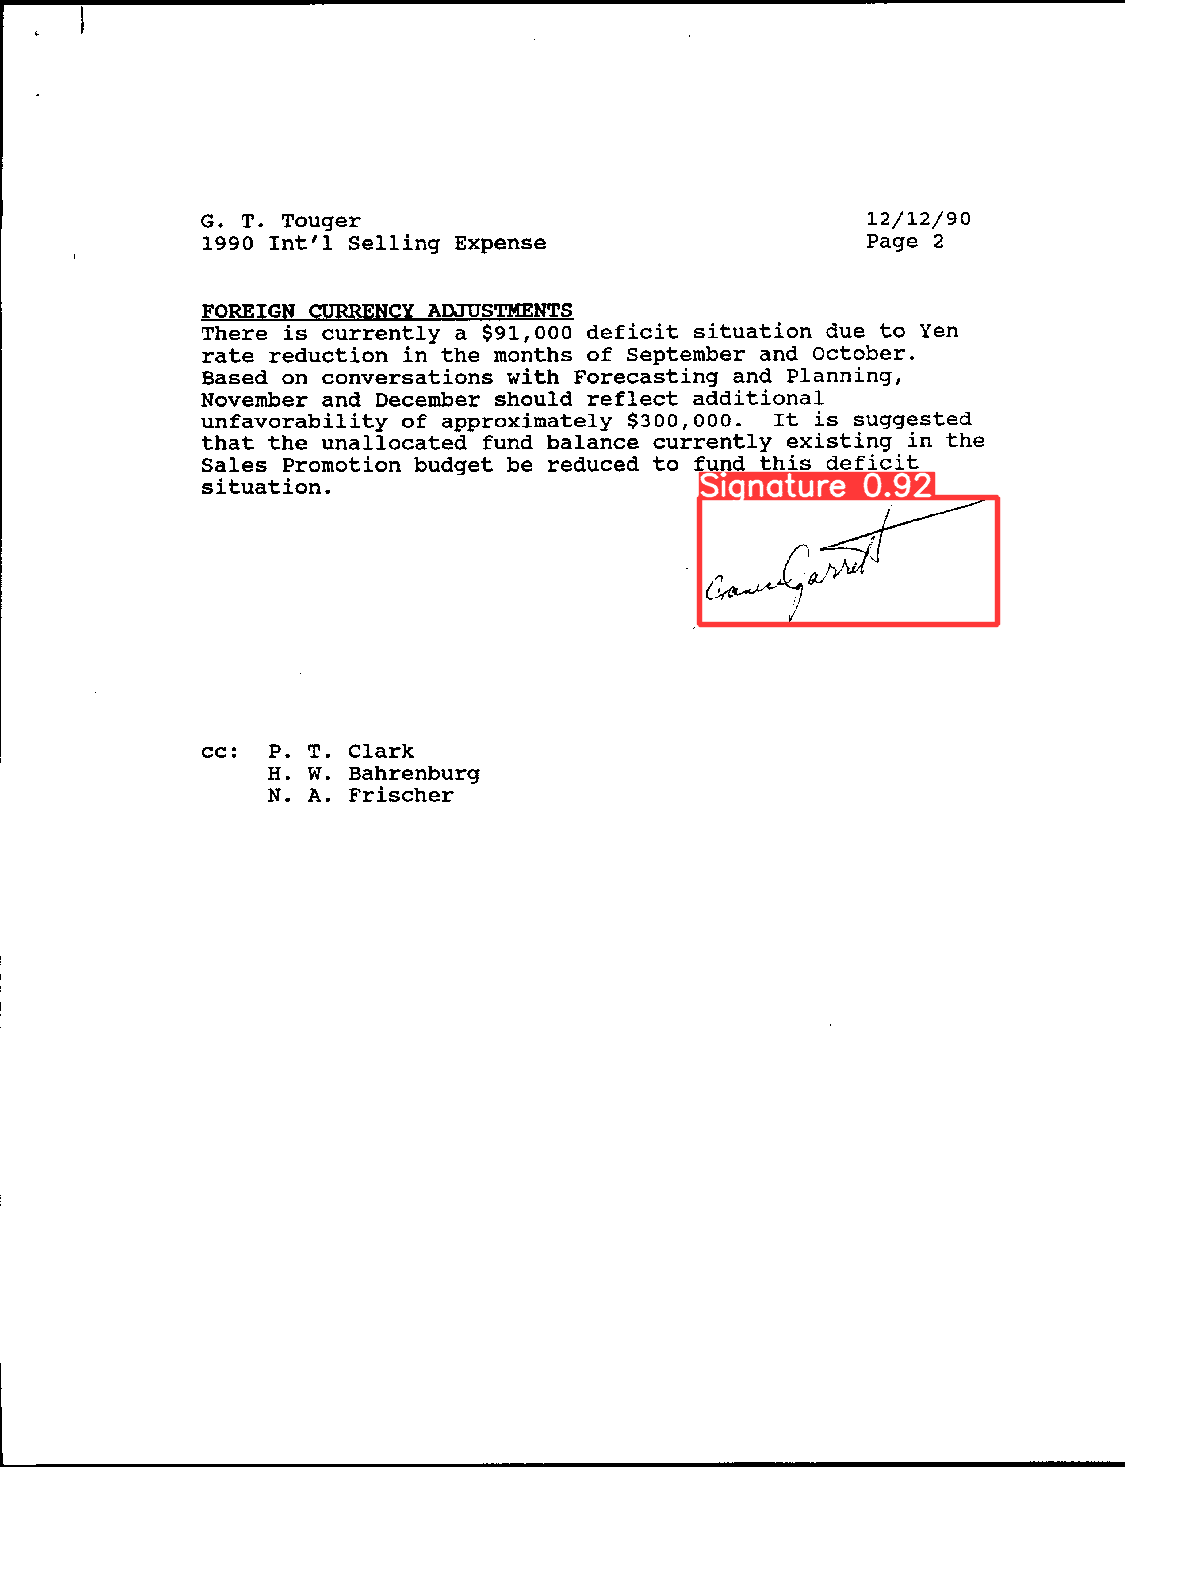 G. T. Touger 12/12/90
1990 Int'l Selling Expense Page 2
FOREIGN CURRENCY ADJUSTMENTS
There is currently a $91,000 deficit situation due to Yen
rate reduction in the months of September and October.
Based on conversations with Forecasting and Planning,
November and December should reflect additional
unfavorability of approximately $300,000. It is suggested
that the unallocated fund balance currently existing in the
Sales Promotion budget be reduced to fund this deficit
situation.
Signature 0.92
Garrett
cc: P. T. Clark
H. W. Bahrenburg
N. A. Frischer